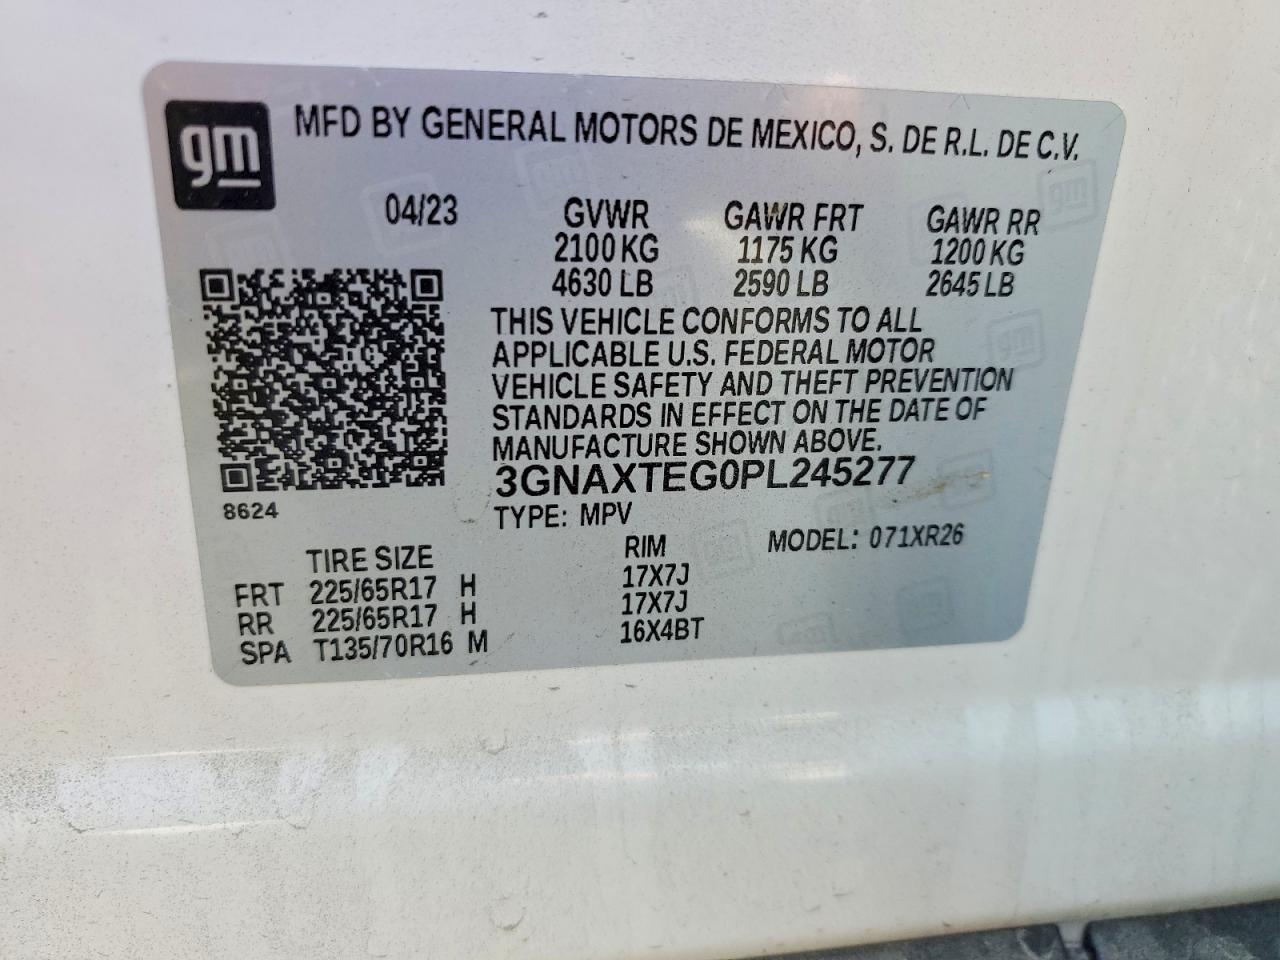 gm
MFD BY GENERAL MOTORS DE MEXICO, S. DE R.L. DE C.V.
04/23 GVWR GAWR FRT GAWR RR
2100 KG 1175 KG 1200 KG
4630 LB 2590 LB 2645 LB
THIS VEHICLE CONFORMS TO ALL
APPLICABLE U.S. FEDERAL MOTOR
VEHICLE SAFETY AND THEFT PREVENTION
STANDARDS IN EFFECT ON THE DATE OF
MANUFACTURE SHOWN ABOVE.
3GNAXTEG0PL245277
8624
TYPE: MPV MODEL: 071XR26
TIRE SIZE RIM
FRT 225/65R17 H 17X7J
RR 225/65R17 H 17X7J
SPA T135/70R16 M 16X4BT